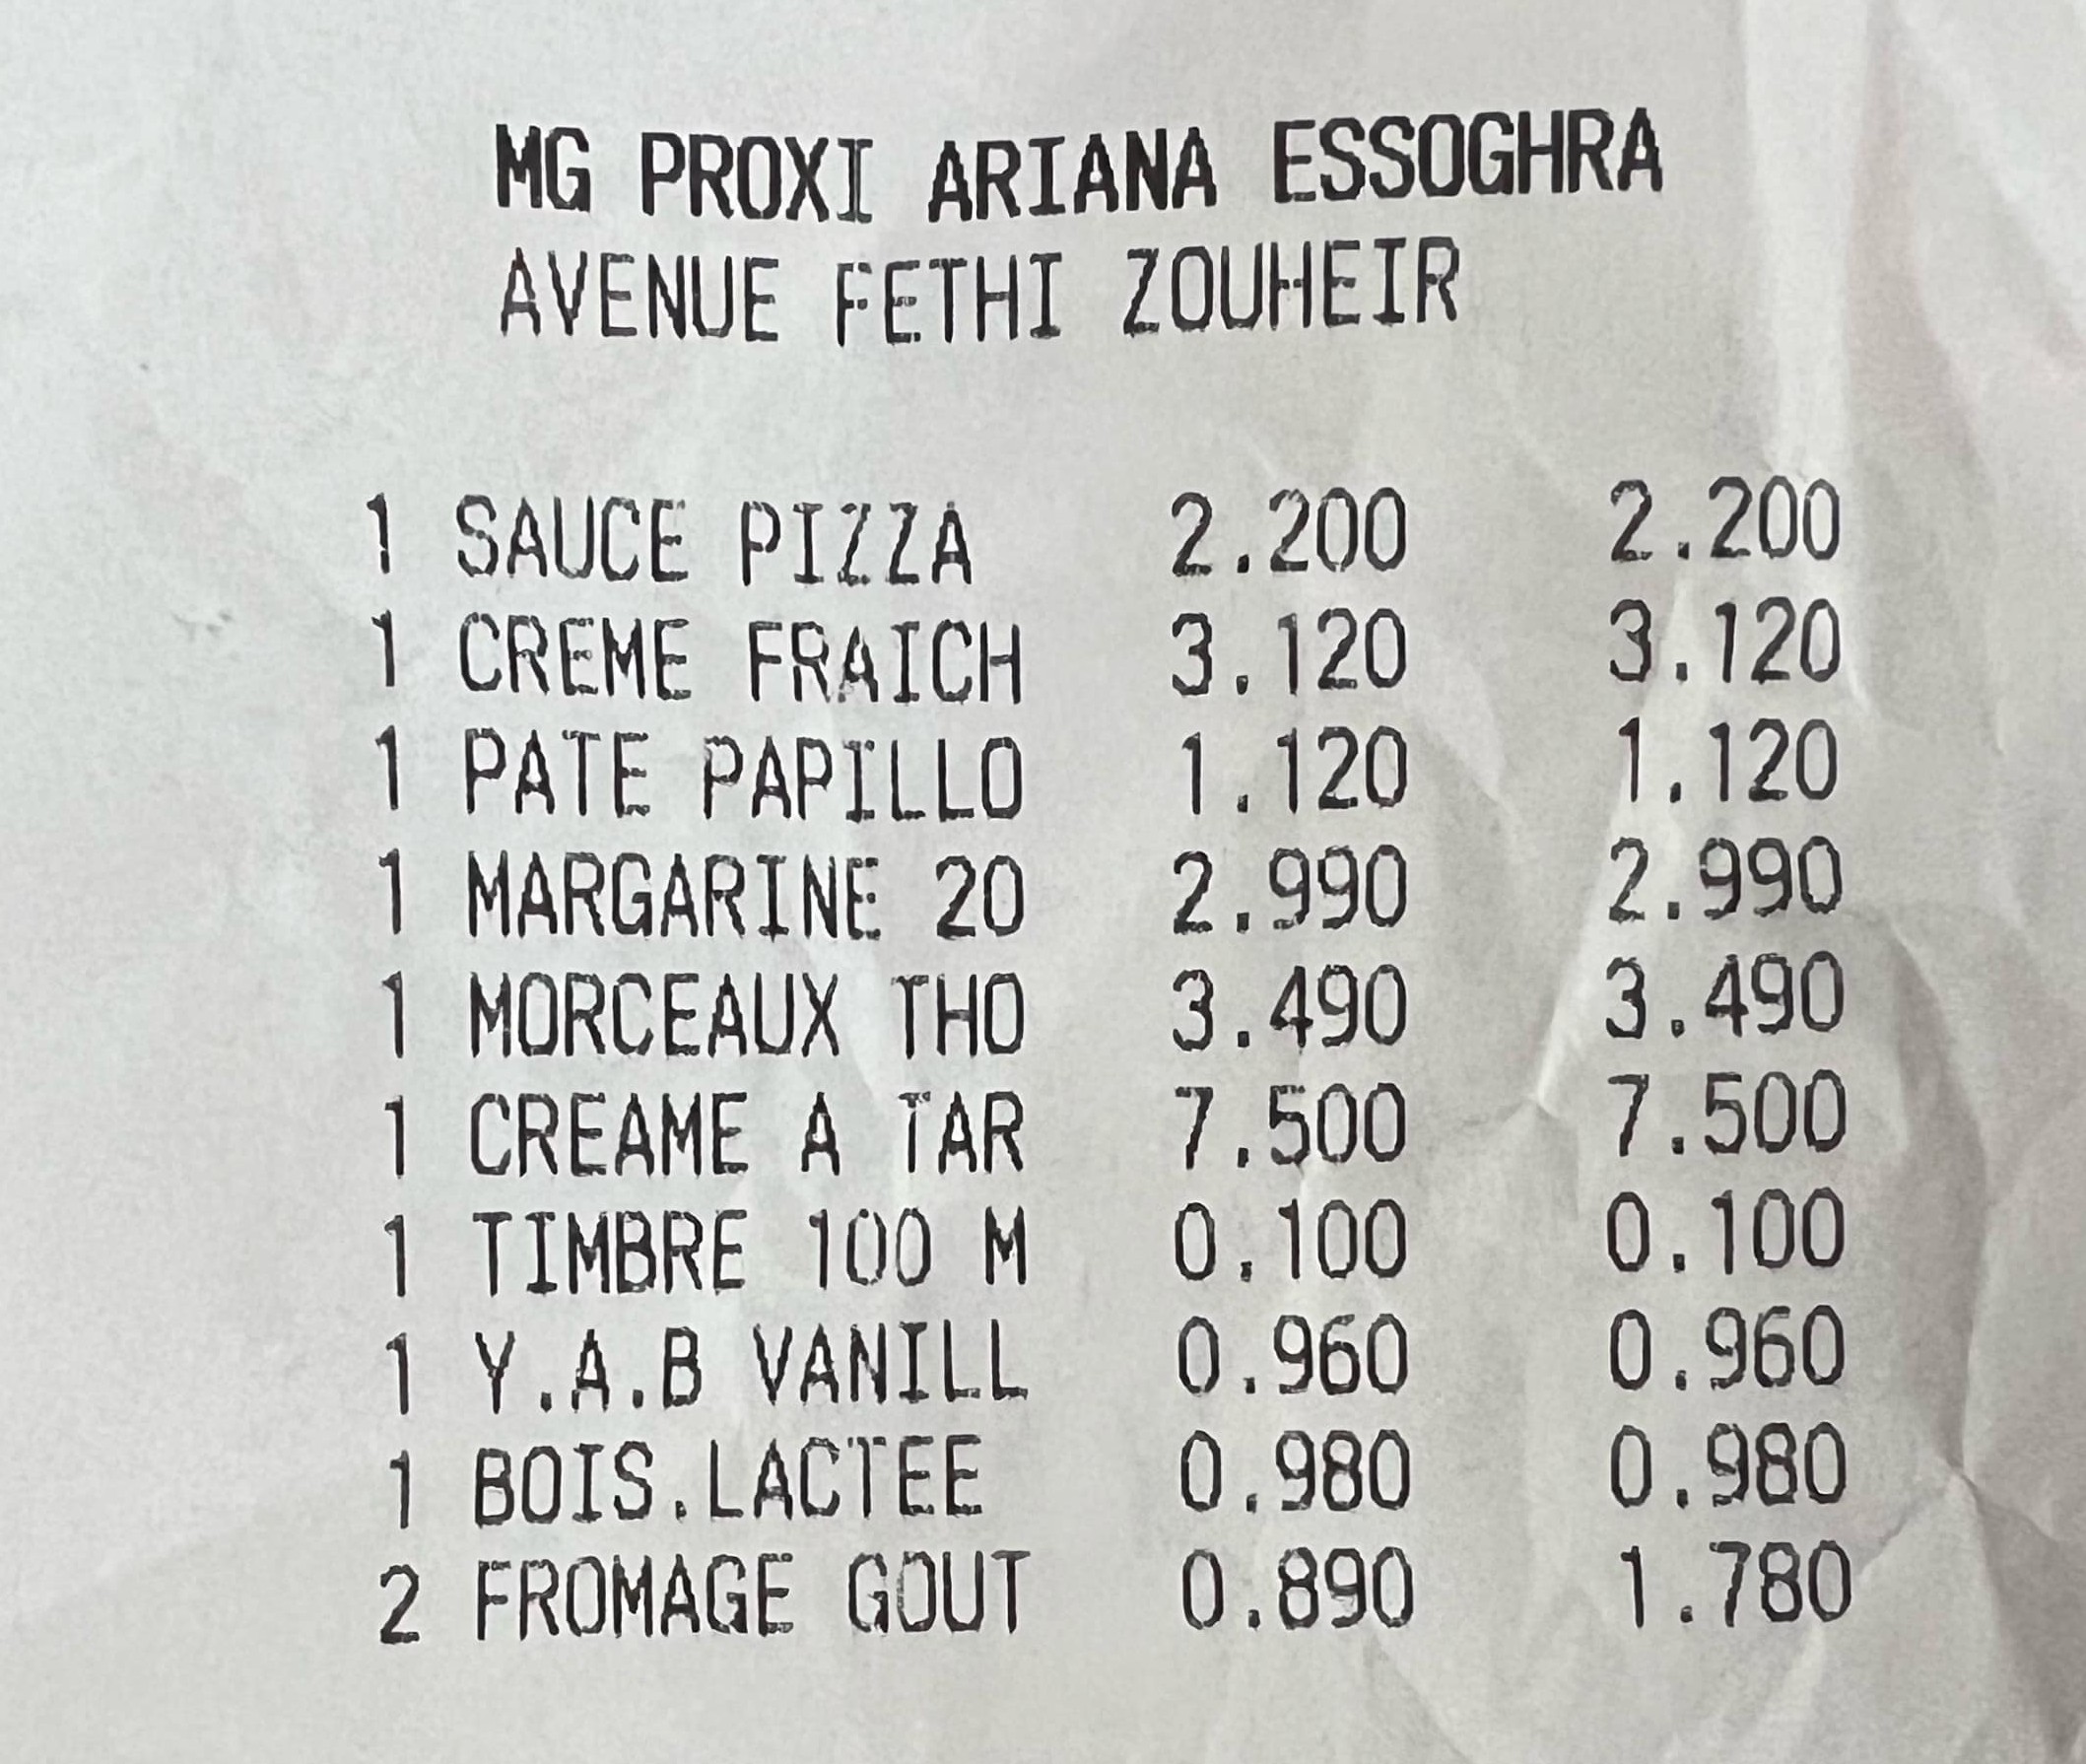 MG PROXI ARIANA ESSOGHRA
AVENUE FETHI ZOUHEIR
1 SAUCE PIZZA 2.200 2.200
1 CREME FRAICH 3.120 3.120
1 PATE PAPILLO 1.120 1.120
1 MARGARINE 20 2.990 2.990
1 MORCEAUX THO 3.490 3.490
1 CREAME A TAR 7.500 7.500
1 TIMBRE 100 M 0.100 0.100
1 Y.A.B VANILL 0.960 0.960
1 BOIS.LACTEE 0.980 0.980
2 FROMAGE GOUT 0.890 1.780